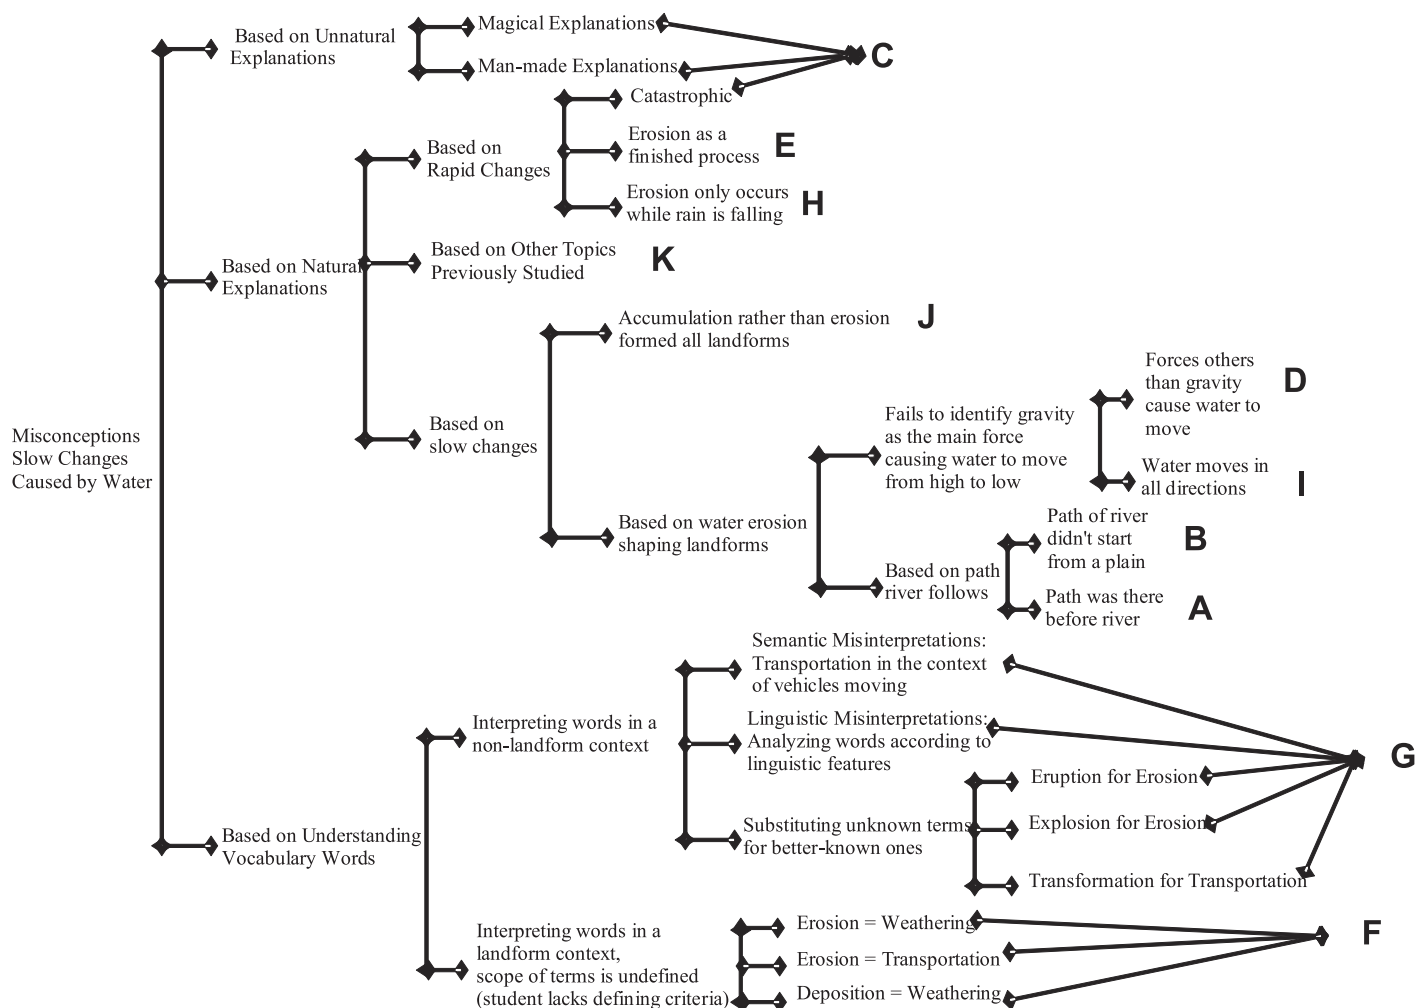 Based on Unnatural
Explanations
Magical Explanations
Man-made Explanations
C
Catastrophic
Based on
Rapid Changes
Erosion as a
finished process
E
Erosion only occurs
while rain is falling
H
Based on Natural
Explanations
Based on Other Topics
Previously Studied
K
Accumulation rather than erosion
formed all landforms
J
Based on
slow changes
Misconceptions
Slow Changes
Caused by Water
Fails to identify gravity
as the main force
causing water to move
from high to low
Forces others
than gravity
cause water to
move
D
Water moves in
all directions
I
Based on water erosion
shaping landforms
Based on path
river follows
Path of river
didn't start
from a plain
B
Path was there
before river
A
Based on Understanding
Vocabulary Words
Interpreting words in a
non-landform context
Semantic Misinterpretations:
Transportation in the context
of vehicles moving
Linguistic Misinterpretations:
Analyzing words according to
linguistic features
Substituting unknown terms
for better-known ones
Eruption for Erosion
Explosion for Erosion
Transformation for Transportation
G
Interpreting words in a
landform context,
scope of terms is undefined
(student lacks defining criteria)
Erosion = Weathering
Erosion = Transportation
Deposition = Weathering
F